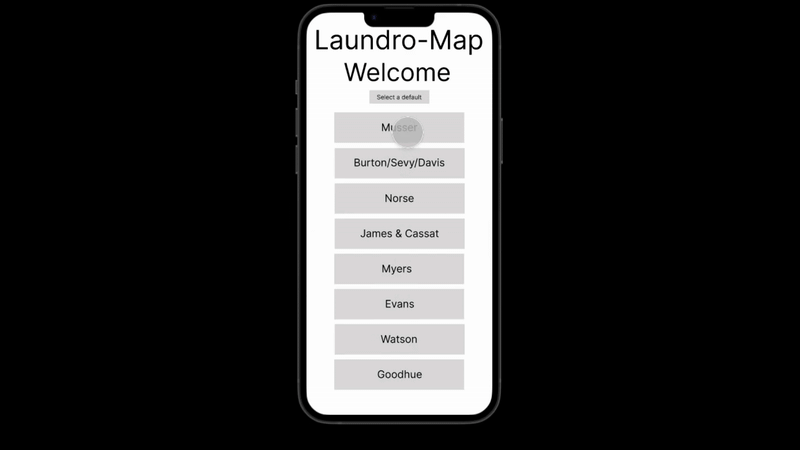 Laundro-Map
Welcome
Select a default
Musser
Burton/Sevy/Davis
Norse
James & Cassat
Myers
Evans
Watson
Goodhue